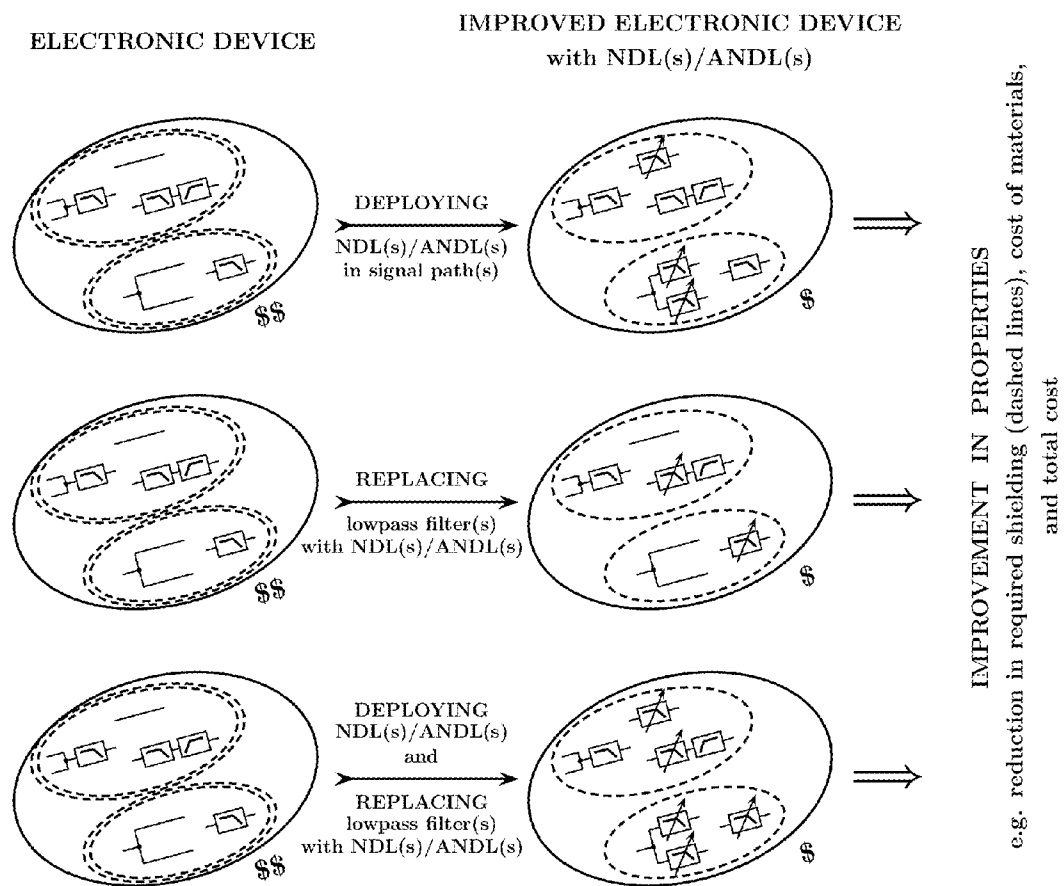 ELECTRONIC DEVICE
IMPROVED ELECTRONIC DEVICE
with NDL(s)/ANDL(s)
DEPLOYING
NDL(s)/ANDL(s)
in signal path(s)
$$
$
REPLACING
lowpass filter(s)
with NDL(s)/ANDL(s)
$$
$
DEPLOYING
NDL(s)/ANDL(s)
and
REPLACING
lowpass filter(s)
with NDL(s)/ANDL(s)
$$
$
IMPROVEMENT IN PROPERTIES
e.g. reduction in required shielding (dashed lines), cost of materials,
and total cost